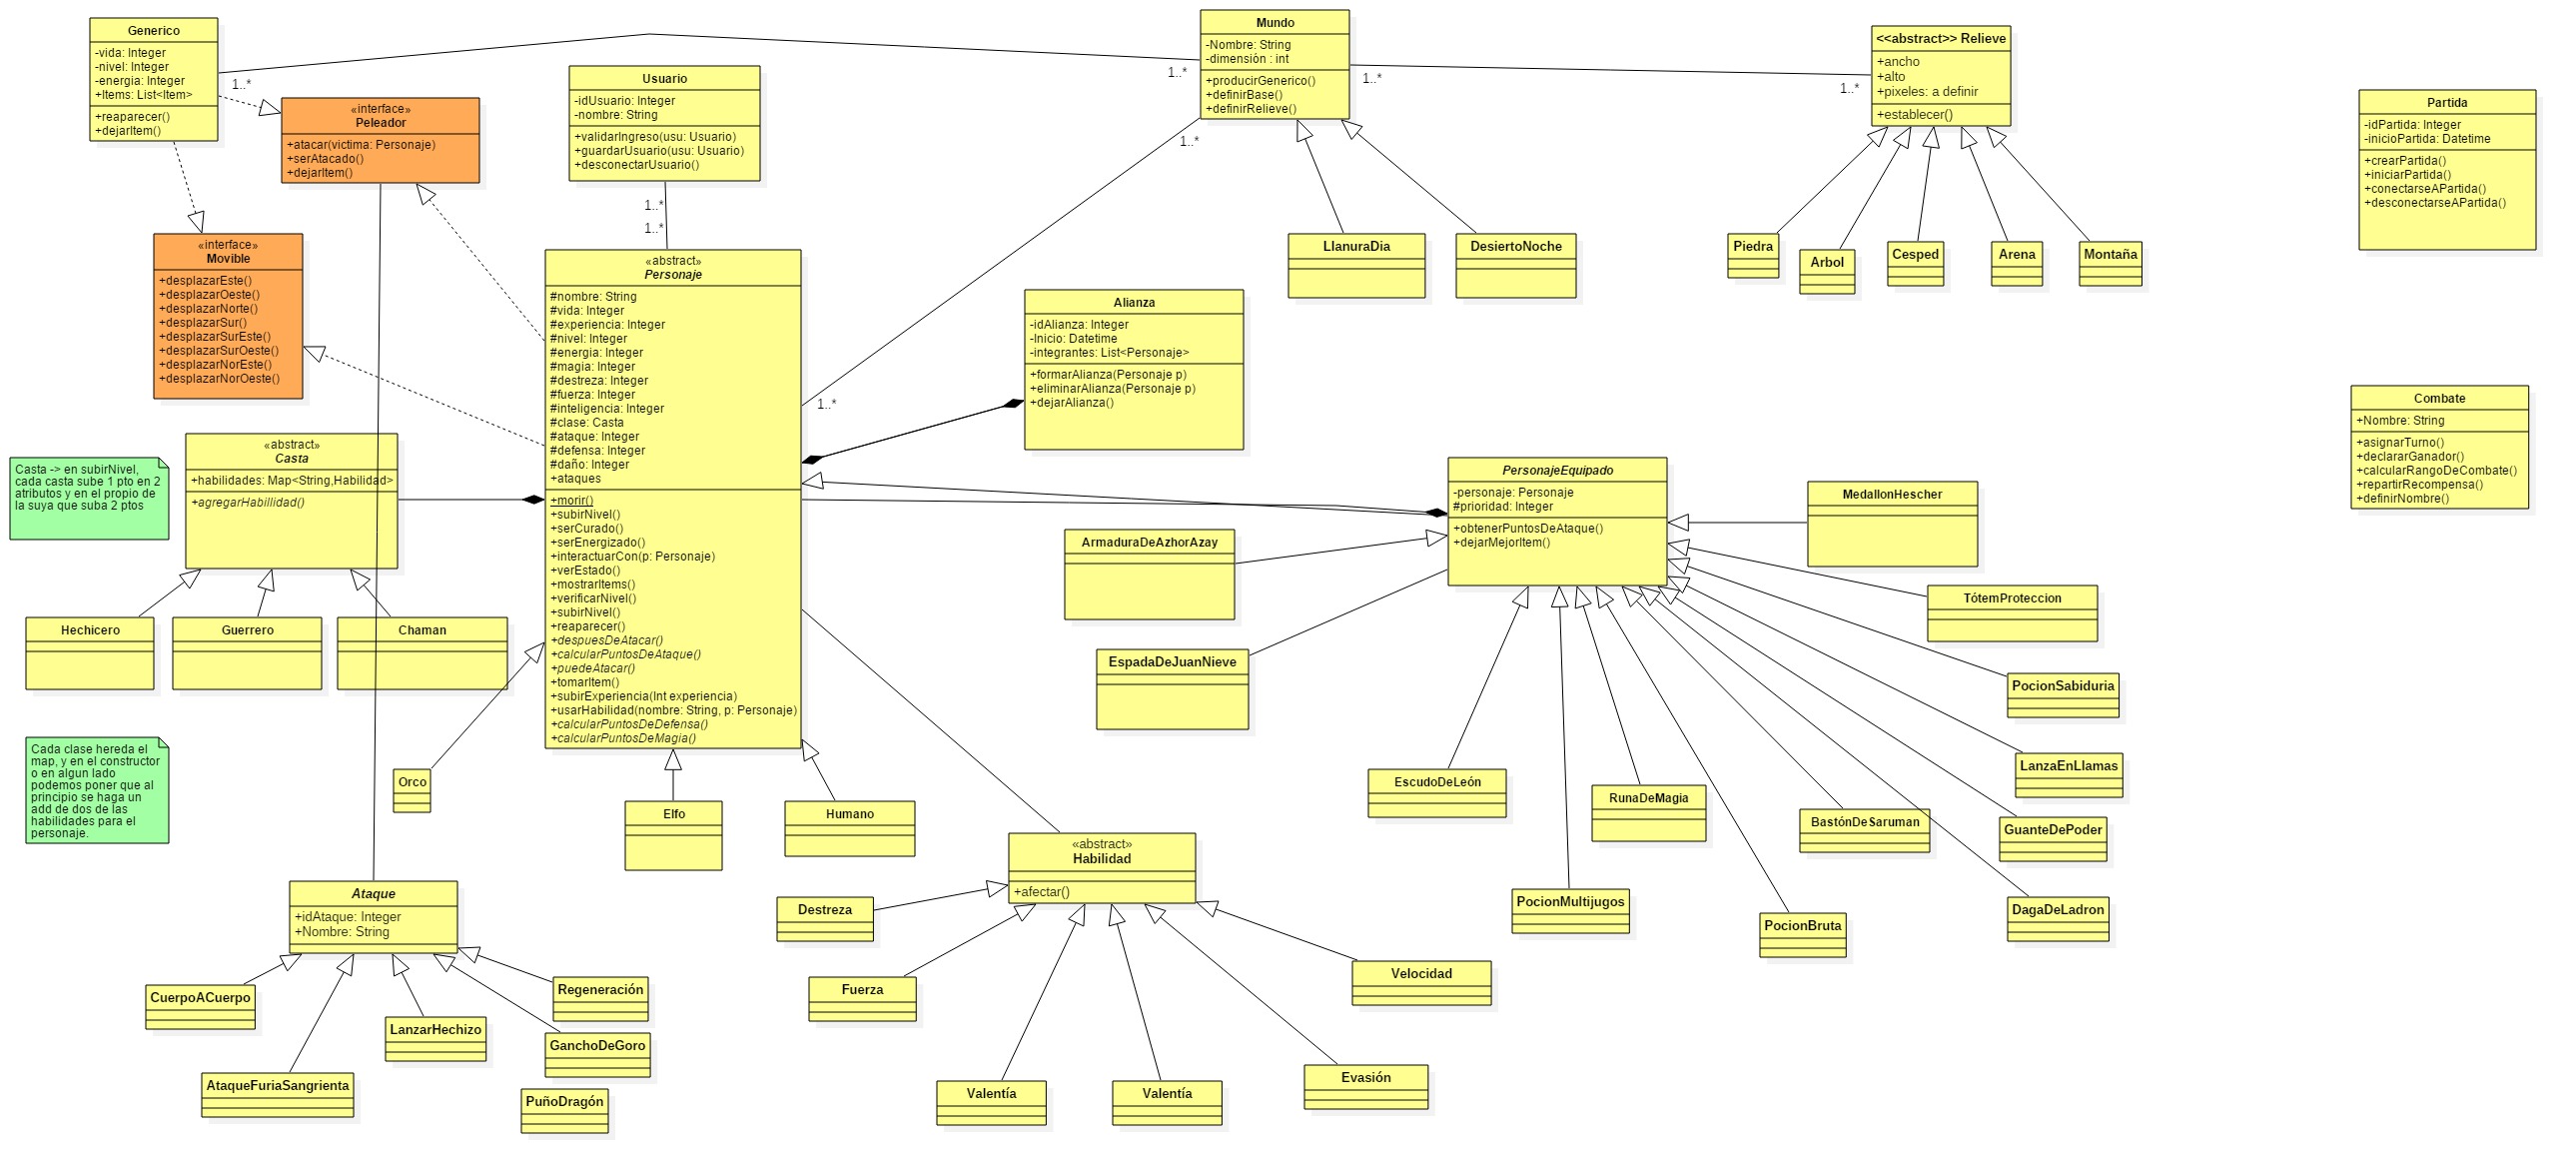 Generico
-vida: Integer
-nivel: Integer
-energia: Integer
+Items: List<Item>
+reaparecer()
+dejarItem()
1..*
«interface»
Peleador
+atacar(victima: Personaje)
+serAtacado()
+dejarItem()
«interface»
Movible
+desplazarEste()
+desplazarOeste()
+desplazarNorte()
+desplazarSur()
+desplazarSurEste()
+desplazarSurOeste()
+desplazarNorEste()
+desplazarNorOeste()
Usuario
-idUsuario: Integer
-nombre: String
+validarIngreso(usu: Usuario)
+guardarUsuario(usu: Usuario)
+desconectarUsuario()
1..*
1..*
Mundo
-Nombre: String
-dimensión : int
+producirGenerico()
+definirBase()
+definirRelieve()
1..*
1..*
1..*
1..*
<<abstract>> Relieve
+ancho
+alto
+pixeles: a definir
+establecer()
Partida
-idPartida: Integer
-inicioPartida: Datetime
+crearPartida()
+iniciarPartida()
+conectarseAPartida()
+desconectarseAPartida()
LlanuraDia
DesiertoNoche
Piedra
Arbol
Cesped
Arena
Montaña
«abstract»
Personaje
#nombre: String
#vida: Integer
#experiencia: Integer
#nivel: Integer
#energia: Integer
#magia: Integer
#destreza: Integer
#fuerza: Integer
#inteligencia: Integer
#clase: Casta
#ataque: Integer
#defensa: Integer
#daño: Integer
+ataques
+morir()
+subirNivel()
+serCurado()
+serEnergizado()
+interactuarCon(p: Personaje)
+verEstado()
+mostrarItems()
+verificarNivel()
+subirNivel()
+reaparecer()
+despuesDeAtacar()
+calcularPuntosDeAtaque()
+puedeAtacar()
+tomarItem()
+subirExperiencia(Int experiencia)
+usarHabilidad(nombre: String, p: Personaje)
+calcularPuntosDeDefensa()
+calcularPuntosDeMagia()
1..*
Alianza
-idAlianza: Integer
-Inicio: Datetime
-integrantes: List<Personaje>
+formarAlianza(Personaje p)
+eliminarAlianza(Personaje p)
+dejarAlianza()
Combate
+Nombre: String
+asignarTurno()
+declararGanador()
+calcularRangoDeCombate()
+repartirRecompensa()
+definirNombre()
Casta -> en subirNivel,
cada casta sube 1 pto en 2
atributos y en el propio de
la suya que suba 2 ptos
«abstract»
Casta
+habilidades: Map<String,Habilidad>
+agregarHabillidad()
Hechicero
Guerrero
Chaman
PersonajeEquipado
-personaje: Personaje
#prioridad: Integer
+obtenerPuntosDeAtaque()
+dejarMejorItem()
MedallonHescher
ArmaduraDeAzhorAzay
EspadaDeJuanNieve
TótemProteccion
PocionSabiduria
LanzaEnLlamas
GuanteDePoder
DagaDeLadron
EscudoDeLeón
RunaDeMagia
BastónDeSaruman
PocionMultijugos
PocionBruta
Cada clase hereda el
map, y en el constructor
o en algun lado
podemos poner que al
principio se haga un
add de dos de las
habilidades para el
personaje.
Orco
Elfo
Humano
«abstract»
Habilidad
+afectar()
Destreza
Fuerza
Valentía
Valentía
Evasión
Velocidad
Ataque
+idAtaque: Integer
+Nombre: String
CuerpoACuerpo
AtaqueFuriaSangrienta
LanzarHechizo
Regeneración
GanchoDeGoro
PuñoDragón